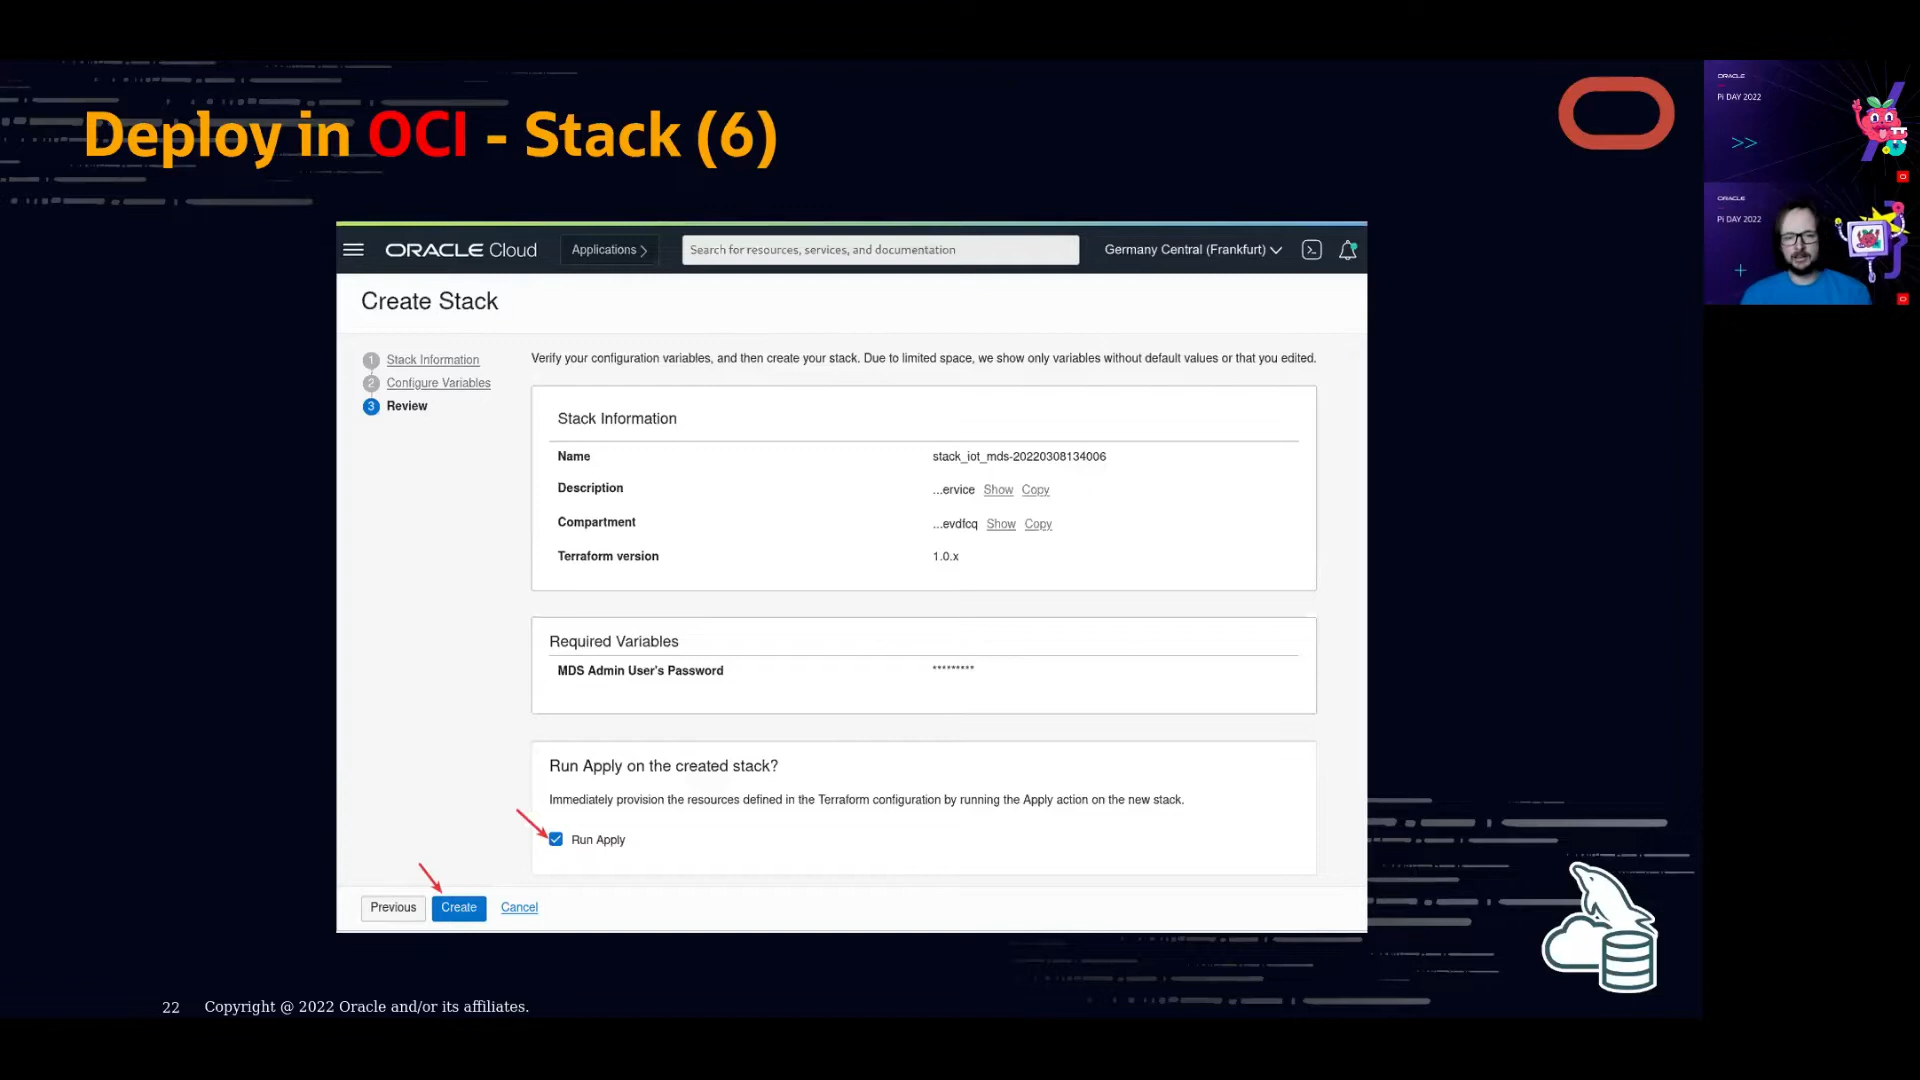 Deploy in OCI - Stack (6)
ORACLE Cloud
Applications
Search for resources, services, and documentation
Germany Central (Frankfurt)
Create Stack
1 Stack Information
2 Configure Variables
3 Review
Verify your configuration variables, and then create your stack. Due to limited space, we show only variables without default values or that you edited.
Stack Information
Name stack_iot_mds-20220308134006
Description ...ervice Show Copy
Compartment ...evdfcq Show Copy
Terraform version 1.0.x
Required Variables
MDS Admin User's Password *********
Run Apply on the created stack?
Immediately provision the resources defined in the Terraform configuration by running the Apply action on the new stack.
Run Apply
Previous Create Cancel
22 Copyright @ 2022 Oracle and/or its affiliates.
ORACLE
Pi DAY 2022
>>
ORACLE
Pi DAY 2022